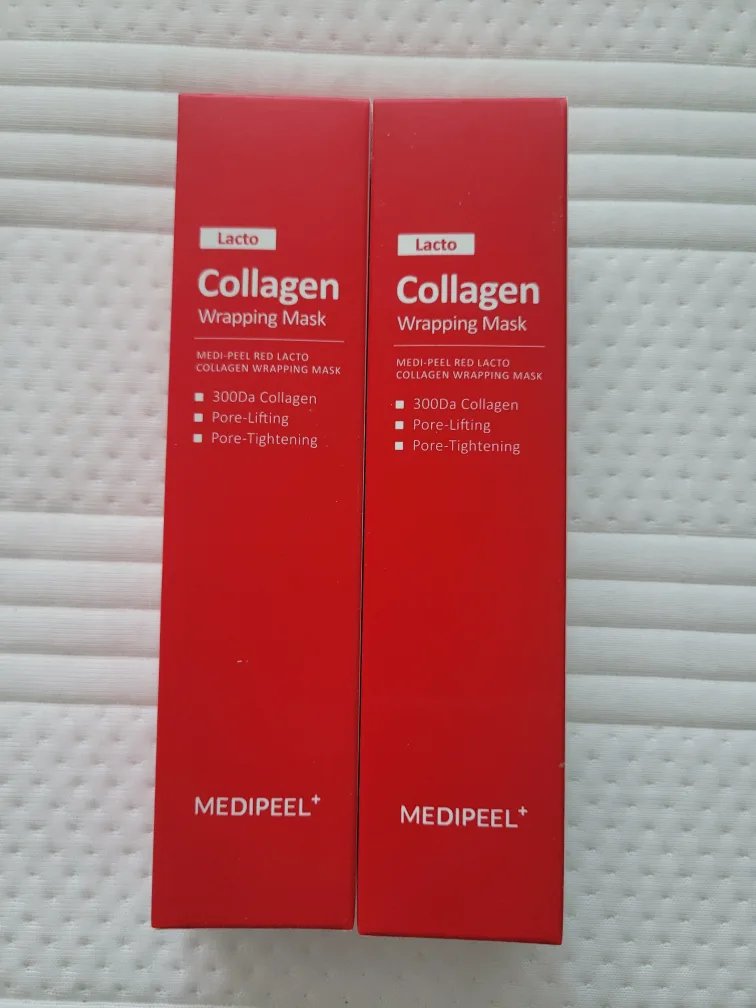 Lacto
Collagen
Wrapping Mask
MEDI-PEEL RED LACTO
COLLAGEN WRAPPING MASK
300Da Collagen
Pore-Lifting
Pore-Tightening
MEDIPEEL+
Lacto
Collagen
Wrapping Mask
MEDI-PEEL RED LACTO
COLLAGEN WRAPPING MASK
300Da Collagen
Pore-Lifting
Pore-Tightening
MEDIPEEL+